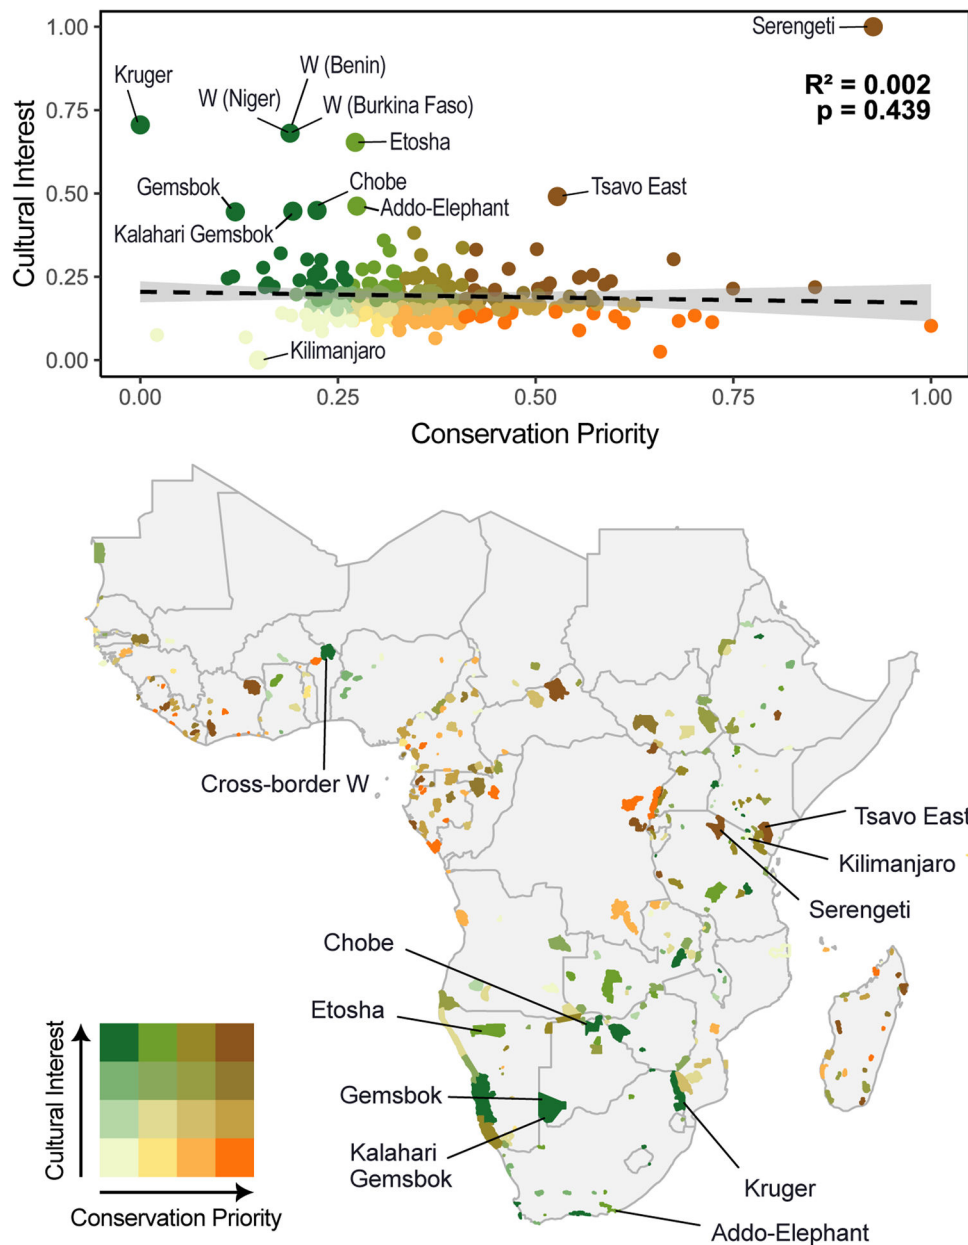 1.00
0.75
0.50
0.25
0.00
Cultural Interest
Serengeti
R² = 0.002
p = 0.439
W (Benin)
Kruger
W (Niger)
W (Burkina Faso)
Etosha
Gemsbok
Chobe
Tsavo East
Addo-Elephant
Kalahari Gemsbok
Kilimanjaro
0.00
0.25
0.50
0.75
1.00
Conservation Priority
Cross-border W
Tsavo East
Kilimanjaro
Serengeti
Chobe
Etosha
Gemsbok
Kalahari
Gemsbok
Kruger
Addo-Elephant
Cultural Interest
Conservation Priority